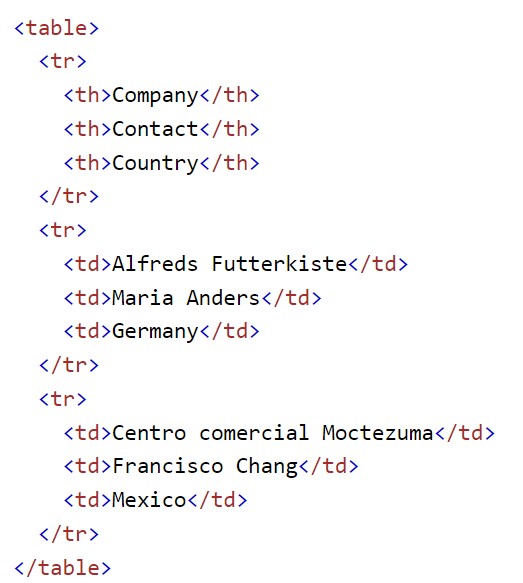 <table>
<tr>
<th>Company</th>
<th>Contact</th>
<th>Country</th>
</tr>
<tr>
<td>Alfreds Futterkiste</td>
<td>Maria Anders</td>
<td>Germany</td>
</tr>
<tr>
<td>Centro comercial Moctezuma</td>
<td>Francisco Chang</td>
<td>Mexico</td>
</tr>
</table>